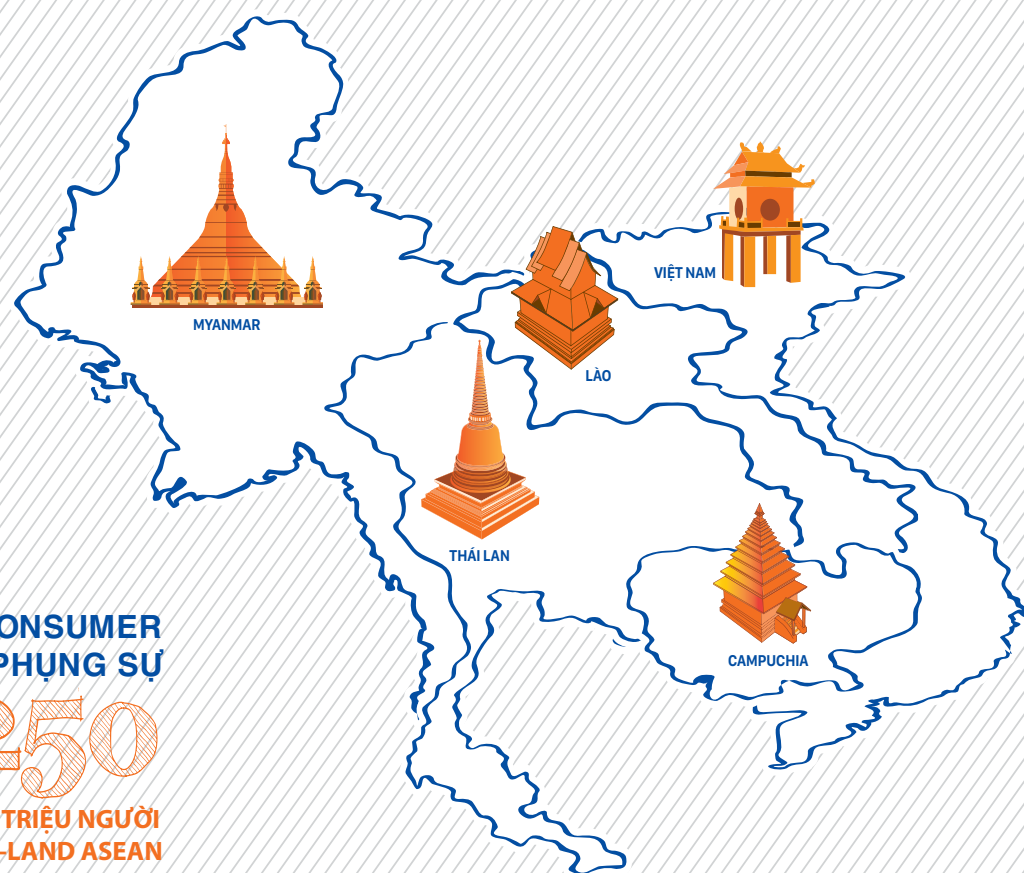 VIỆT NAM
MYANMAR
LÀO
THÁI LAN
CAMPUCHIA
ONSUMER
PHỤNG SỰ
250
TRIỆU NGƯỜI
-LAND ASEAN